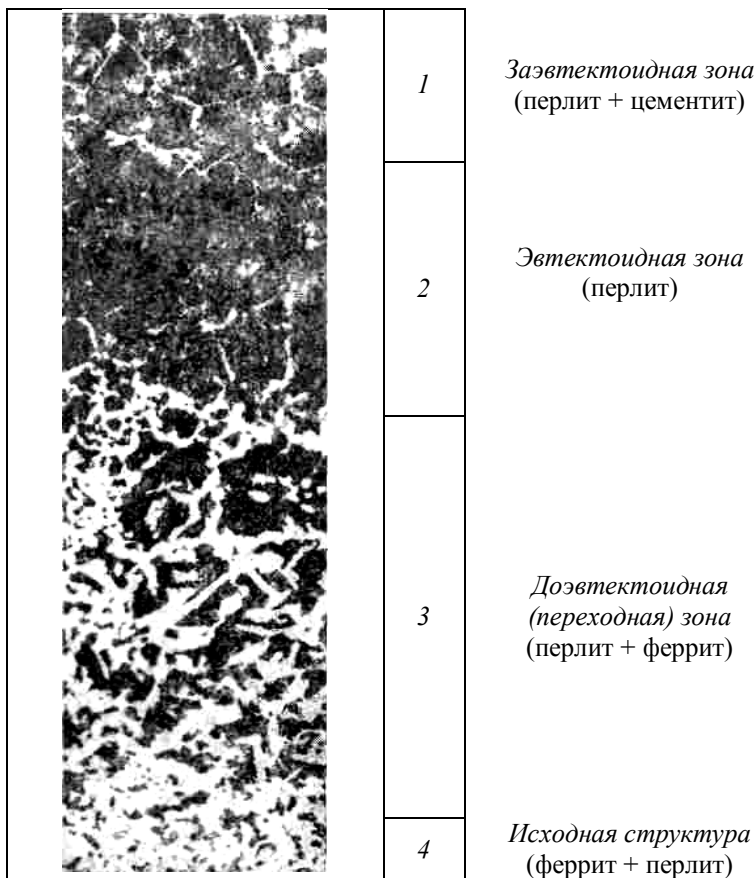 1
Заэвтектоидная зона
(перлит + цементит)
2
Эвтектоидная зона
(перлит)
3
Доэвтектоидная
(переходная) зона
(перлит + феррит)
4
Исходная структура
(феррит + перлит)